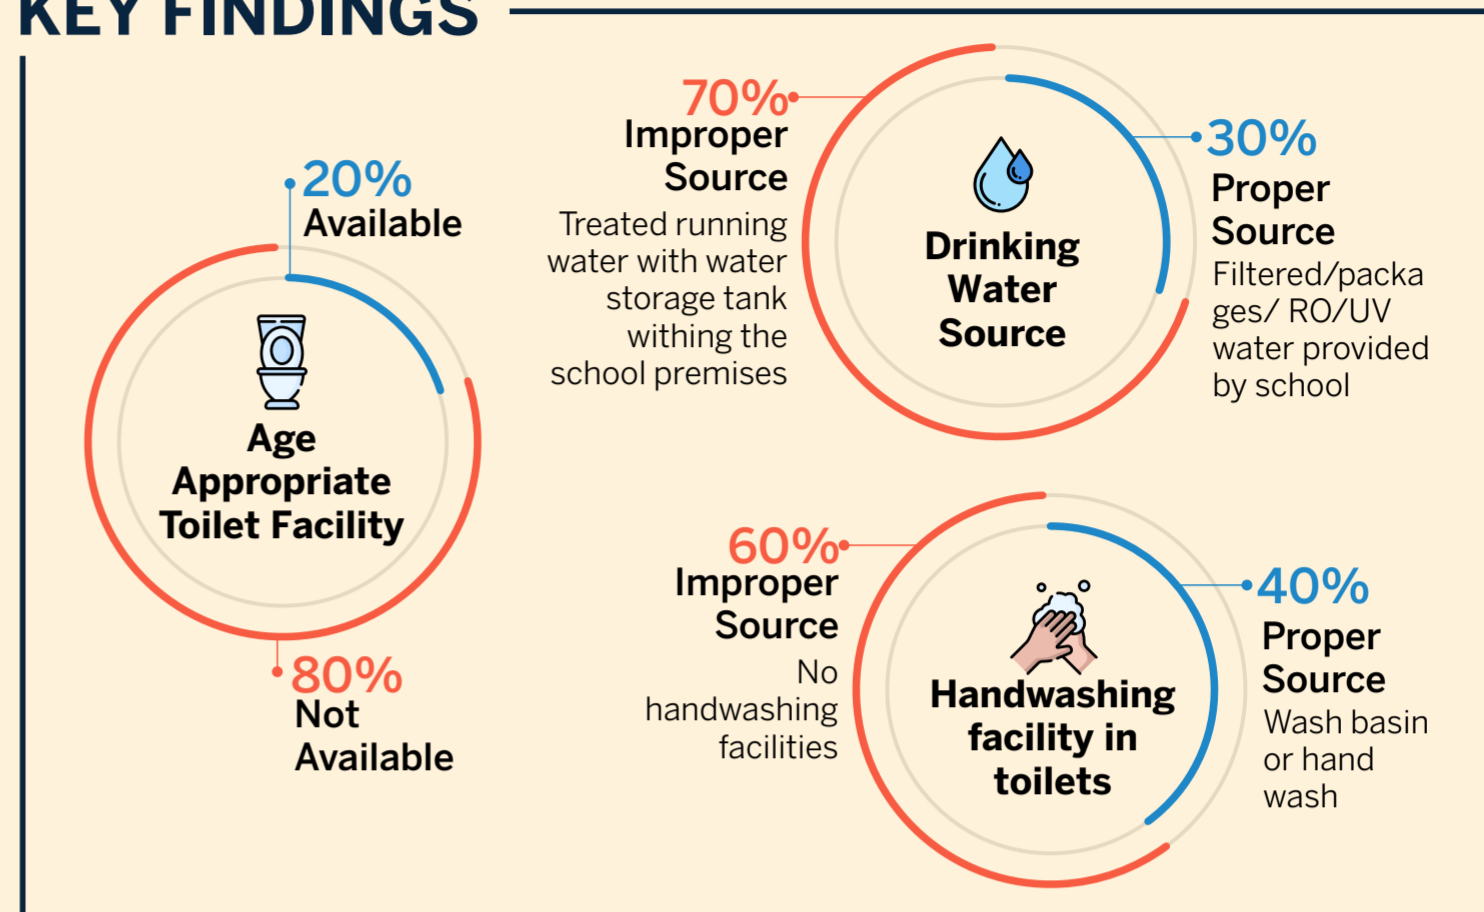 KEY FINDINGS
20%
Available
Age
Appropriate
Toilet Facility
80%
Not
Available
70%
Improper
Source
Treated running
water with water
storage tank
withing the
school premises
Drinking
Water
Source
30%
Proper
Source
Filtered/packa
ges/ RO/UV
water provided
by school
60%
Improper
Source
No
handwashing
facilities
Handwashing
facility in
toilets
40%
Proper
Source
Wash basin
or hand
wash